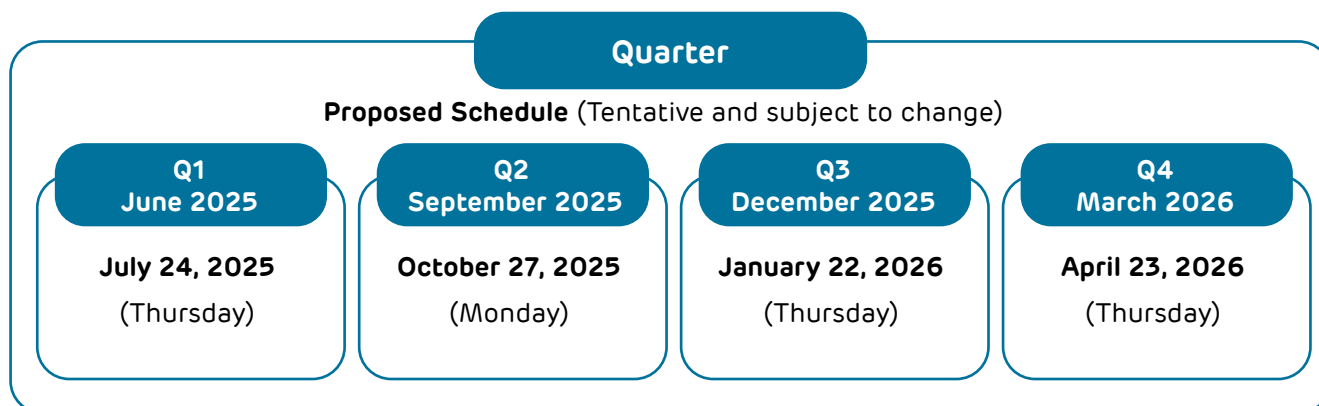 Quarter
Proposed Schedule (Tentative and subject to change)
Q1
June 2025
July 24, 2025
(Thursday)
Q2
September 2025
October 27, 2025
(Monday)
Q3
December 2025
January 22, 2026
(Thursday)
Q4
March 2026
April 23, 2026
(Thursday)